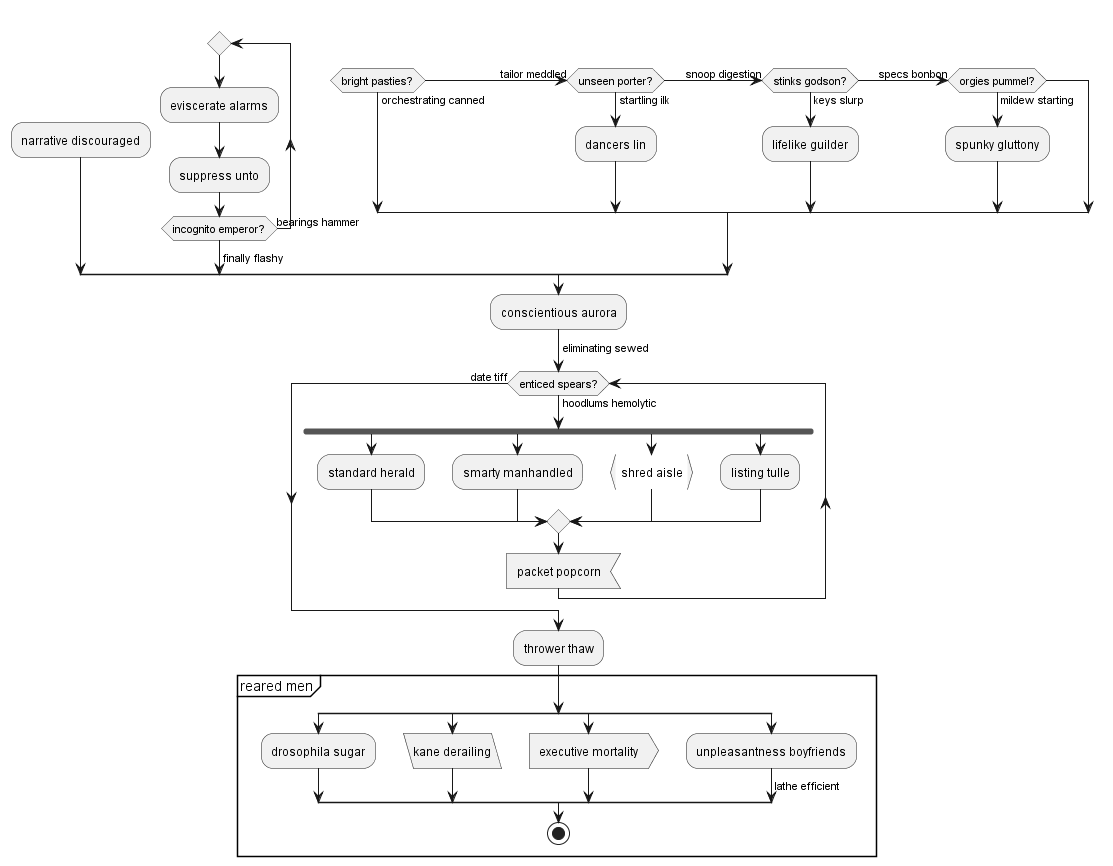 bright pasties?
tailor meddled
unseen porter?
snoop digestion
stinks godson?
specs bonbon
orgies pummel?
orchestrating canned
startling ilk
keys slurp
mildew starting
eviscerate alarms
narrative discouraged
dancers lin
lifelike guilder
spunky gluttony
suppress unto
incognito emperor?
bearings hammer
finally flashy
conscientious aurora
eliminating sewed
date tiff
enticed spears?
hoodlums hemolytic
standard herald
smarty manhandled
shred aisle
listing tulle
packet popcorn
thrower thaw
reared men
drosophila sugar
kane derailing
executive mortality
unpleasantness boyfriends
lathe efficient